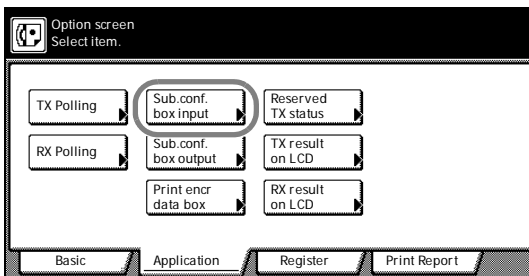 Option screen
Select item.
TX Polling
Sub.conf.
box input
Reserved
TX status
RX Polling
Sub.conf.
box output
TX result
on LCD
Print encr
data box
RX result
on LCD
Basic
Application
Register
Print Report